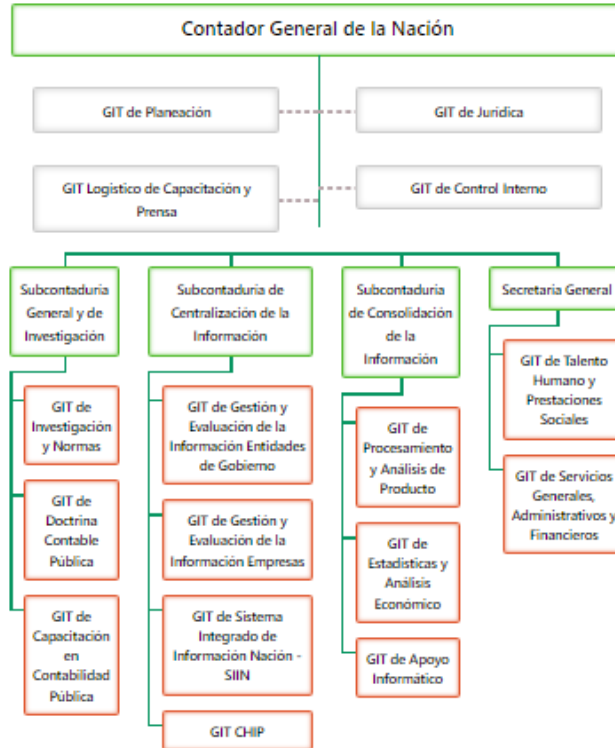 Contador General de la Nación
GIT de Planeación
GIT de Jurídica
GIT Logístico de Capacitación y
Prensa
GIT de Control Interno
Subcontaduría
General y de
Investigación
Subcontaduría de
Centralización de la
Información
Subcontaduría
de Consolidación
de la
Información
Secretaría General
GIT de
Investigación
y Normas
GIT de
Doctrina
Contable
Pública
GIT de
Capacitación
en
Contabilidad
Pública
GIT de Gestión y
Evaluación de la
Información Entidades
de Gobierno
GIT de Gestión y
Evaluación de la
Información Empresas
GIT de Sistema
Integrado de
Información Nación -
SIIN
GIT CHIP
GIT de
Procesamiento
y Análisis de
Producto
GIT de
Estadísticas y
Análisis
Económico
GIT de Apoyo
Informático
GIT de Talento
Humano y
Prestaciones
Sociales
GIT de Servicios
Generales,
Administrativos y
Financieros